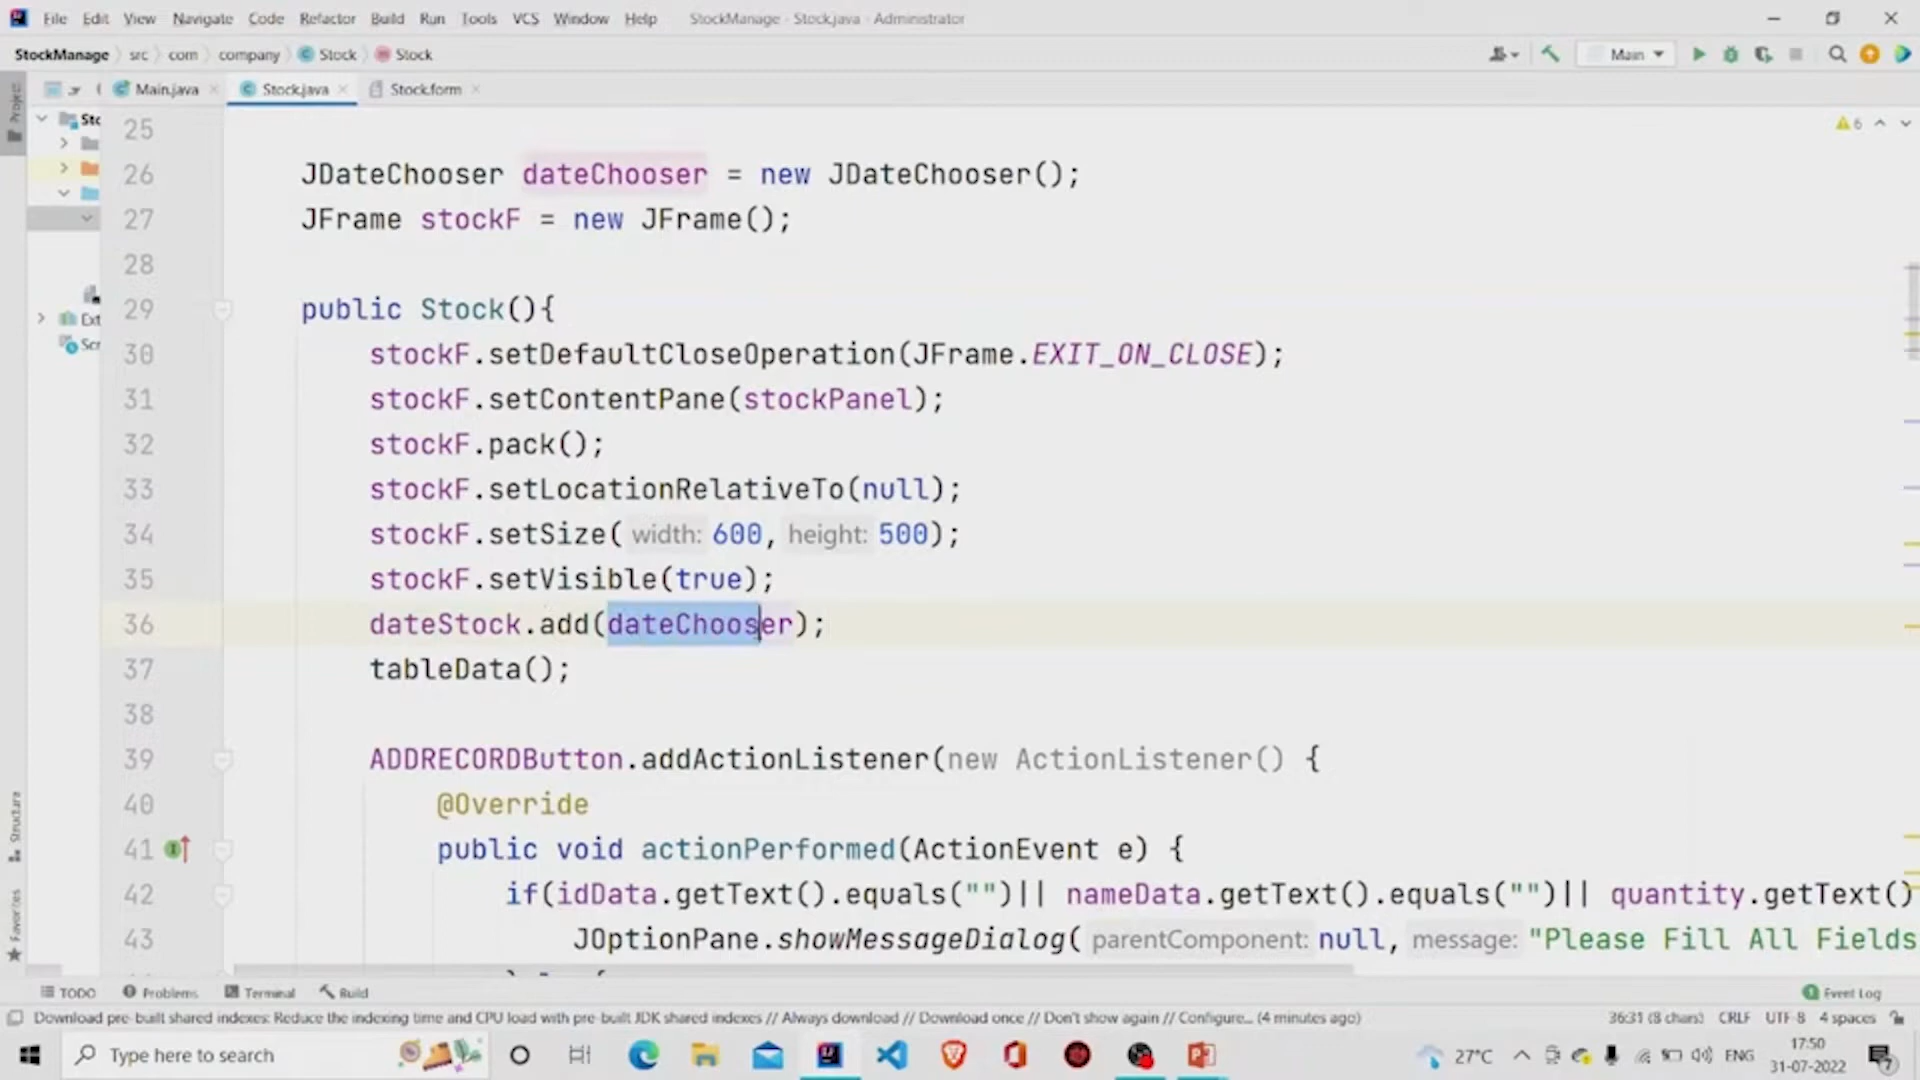 File Edit View Navigate Code Refactor Build Run Tools VCS Window Help StockManage - Stock.java - Administrator
StockManage src com company Stock Stock Main
Project
Main.java Stock.java Stock.form
Sto
Ext
Scr
6
25
26 JDateChooser dateChooser = new JDateChooser();
27 JFrame stockF = new JFrame();
28
29 public Stock(){
30 stockF.setDefaultCloseOperation(JFrame.EXIT_ON_CLOSE);
31 stockF.setContentPane(stockPanel);
32 stockF.pack();
33 stockF.setLocationRelativeTo(null);
34 stockF.setSize( width: 600, height: 500);
35 stockF.setVisible(true);
36 dateStock.add(dateChooser);
37 tableData();
38
39 ADDRECORDButton.addActionListener(new ActionListener() {
40 @Override
41 public void actionPerformed(ActionEvent e) {
42 if(idData.getText().equals("")|| nameData.getText().equals("")|| quantity.getText()
43 JOptionPane.showMessageDialog( parentComponent: null, message: "Please Fill All Fields
Structure
Favorites
TODO Problems Terminal Build Event Log
Download pre-built shared indexes: Reduce the indexing time and CPU load with pre-built JDK shared indexes // Always download // Download once // Don't show again // Configure... (4 minutes ago) 36:31 (8 chars) CRLF UTF-8 4 spaces
Type here to search 27°C ENG 17:50
31-07-2022 7